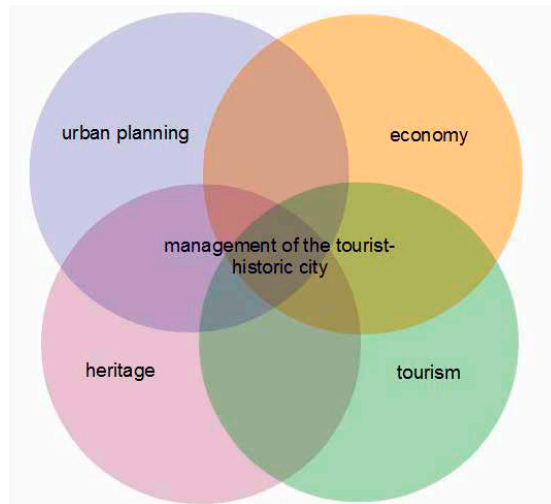 urban planning
economy
management of the tourist-
historic city
heritage
tourism